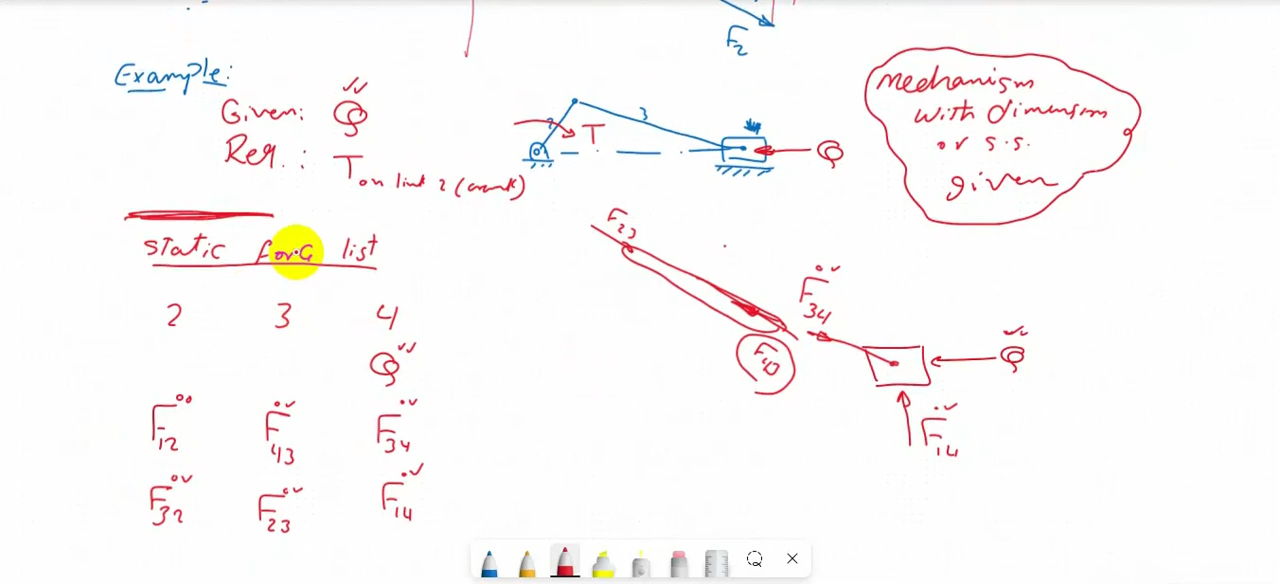 F2
Example:
Given: Q
Req.: T on link 2 (crank)
2
3
T
Q
mechanism
with dimension
or s.s.
given
static force list
2 3 4
Q
F12 F43 F34
F32 F23 F14
F23
F34
F43
Q
F14